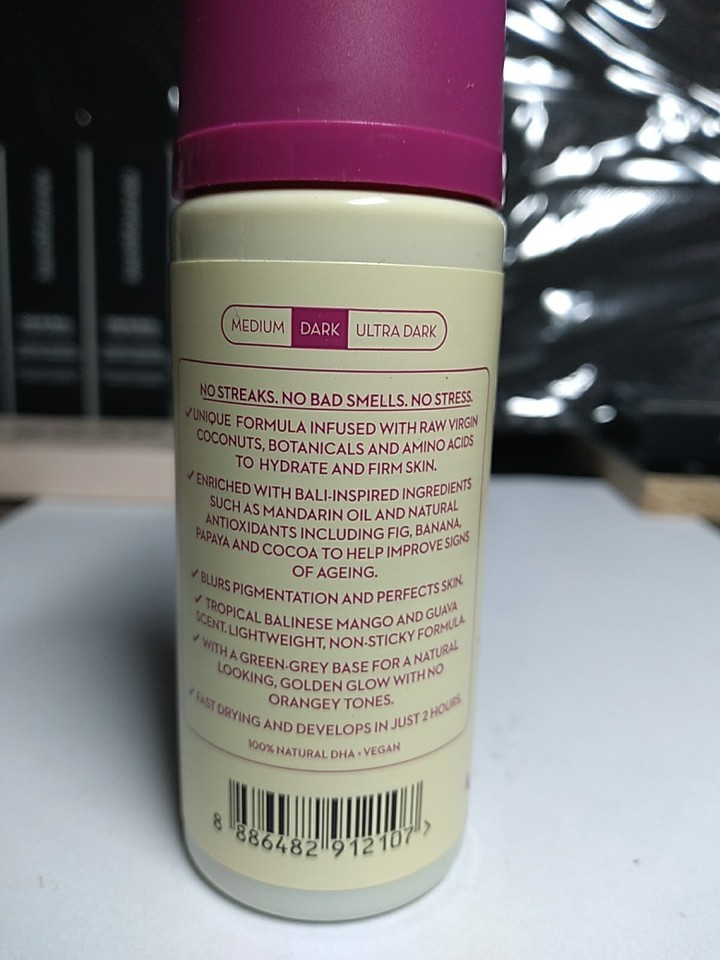 MEDIUM DARK ULTRA DARK
NO STREAKS. NO BAD SMELLS. NO STRESS.
✓UNIQUE FORMULA INFUSED WITH RAW VIRGIN
COCONUTS, BOTANICALS AND AMINO ACIDS
TO HYDRATE AND FIRM SKIN.
✓ ENRICHED WITH BALI-INSPIRED INGREDIENTS
SUCH AS MANDARIN OIL AND NATURAL
ANTIOXIDANTS INCLUDING FIG, BANANA,
PAPAYA AND COCOA TO HELP IMPROVE SIGNS
OF AGEING.
✓ BLURS PIGMENTATION AND PERFECTS SKIN.
✓ TROPICAL BALINESE MANGO AND GUAVA
SCENT. LIGHTWEIGHT, NON-STICKY FORMULA.
✓ WITH A GREEN-GREY BASE FOR A NATURAL
LOOKING, GOLDEN GLOW WITH NO
ORANGEY TONES.
✓ FAST DRYING AND DEVELOPS IN JUST 2 HOURS.
100% NATURAL DHA • VEGAN
8 886482 912107 >